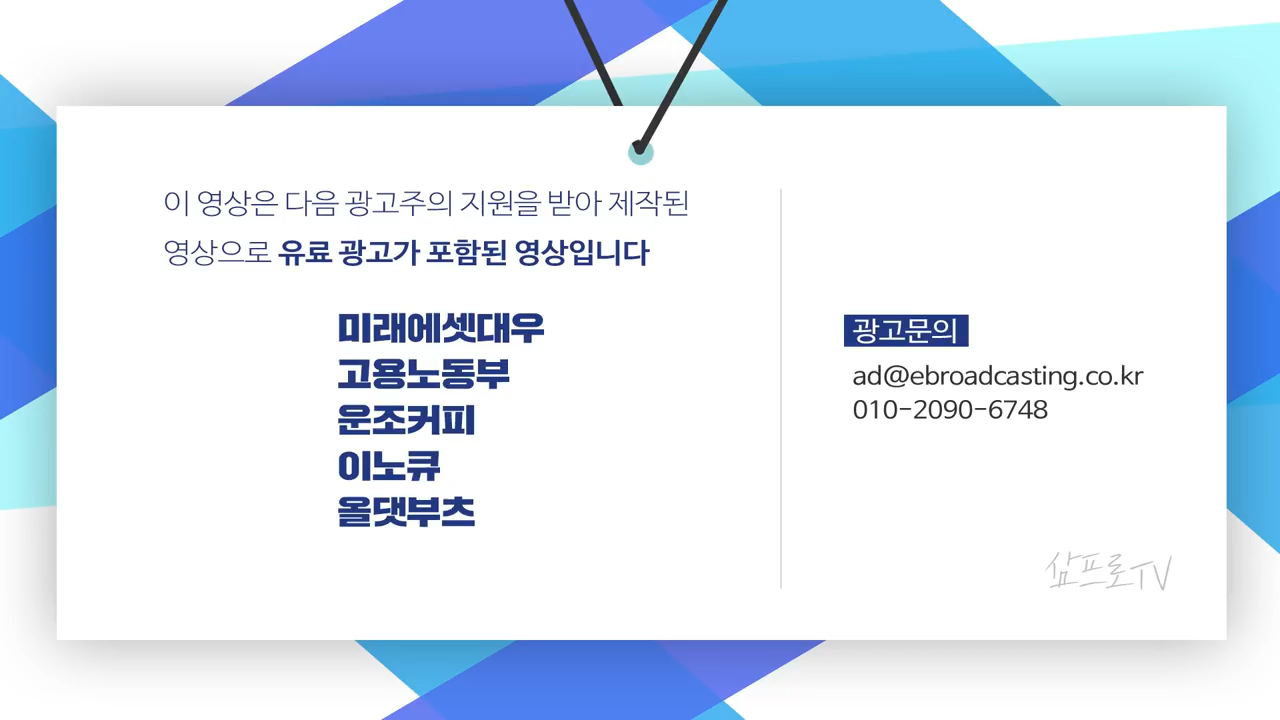 이 영상은 다음 광고주의 지원을 받아 제작된
영상으로 유료 광고가 포함된 영상입니다
미래에셋대우
고용노동부
운조커피
이노큐
올댓부츠
광고문의
ad@ebroadcasting.co.kr
010-2090-6748
삼프로TV